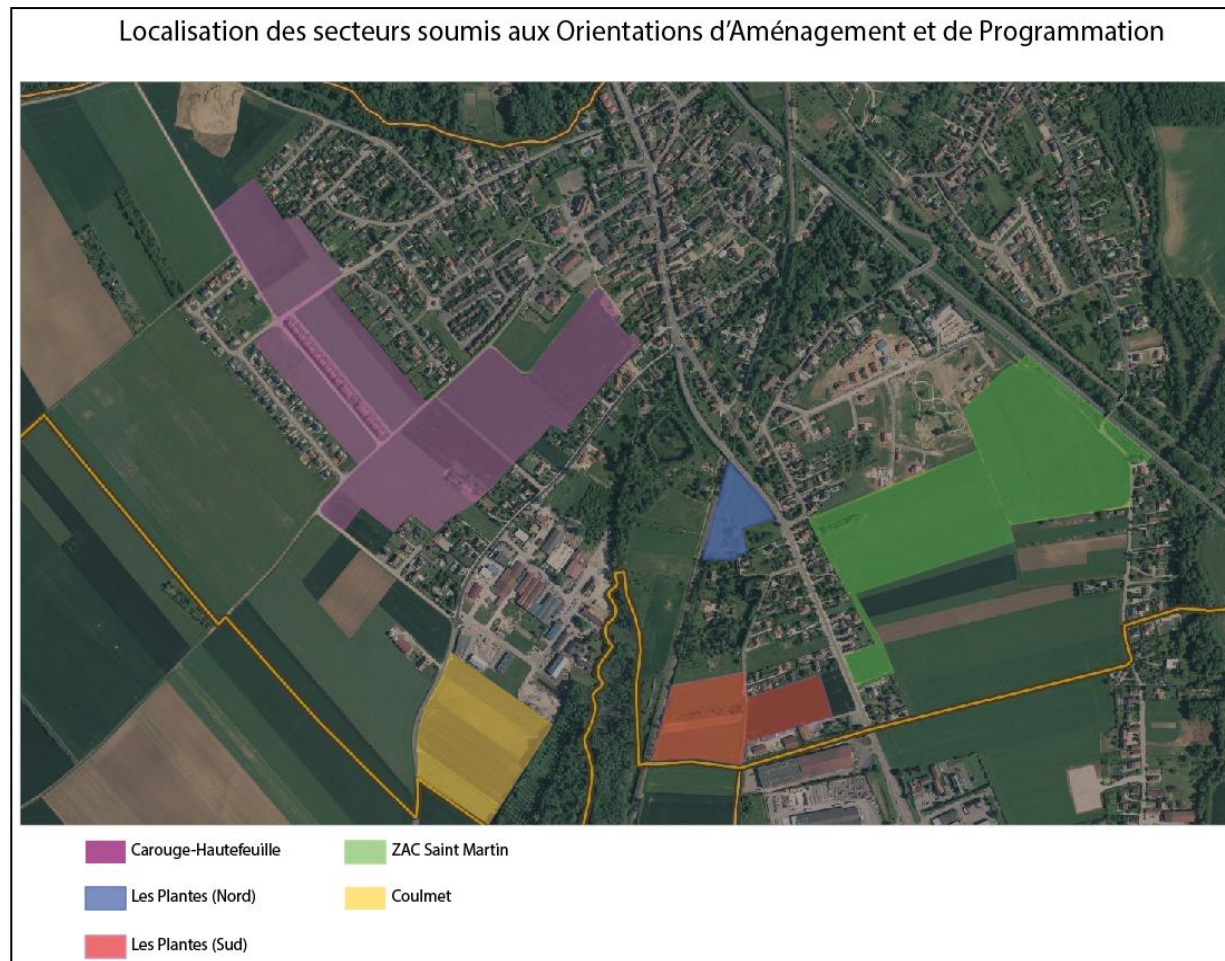 Localisation des secteurs soumis aux Orientations d’Aménagement et de Programmation
Carouge-Hautefeuille
ZAC Saint Martin
Les Plantes (Nord)
Coulmet
Les Plantes (Sud)